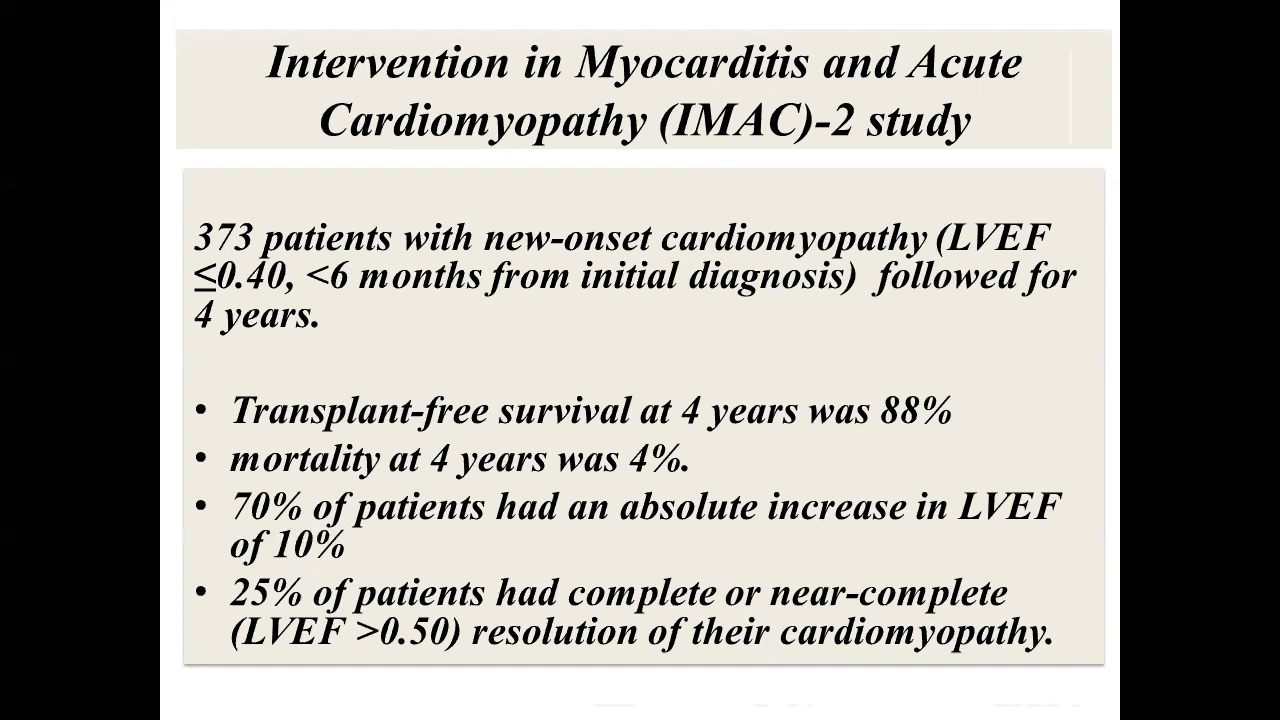 Intervention in Myocarditis and Acute
Cardiomyopathy (IMAC)-2 study
373 patients with new-onset cardiomyopathy (LVEF
≤0.40, <6 months from initial diagnosis) followed for
4 years.
• Transplant-free survival at 4 years was 88%
• mortality at 4 years was 4%.
• 70% of patients had an absolute increase in LVEF
of 10%
• 25% of patients had complete or near-complete
(LVEF >0.50) resolution of their cardiomyopathy.